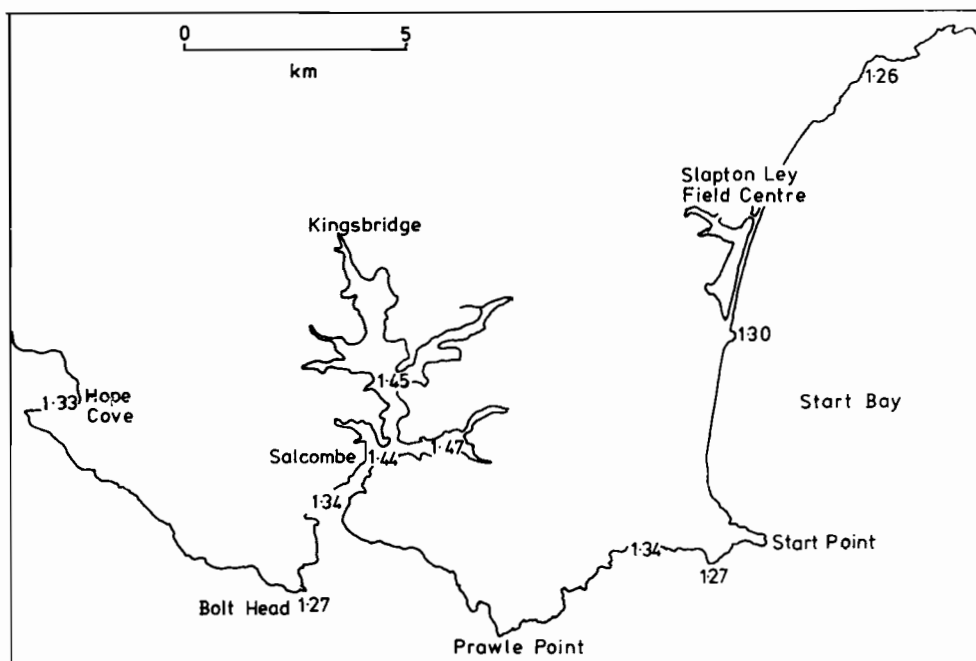 0 5
km
1·26
Slapton Ley
Field Centre
Kingsbridge
1·30
1·45
1·33 Hope
Cove
Start Bay
1·47
Salcombe 1·44
1·34
Start Point
1·34
1·27
Bolt Head 1·27
Prawle Point